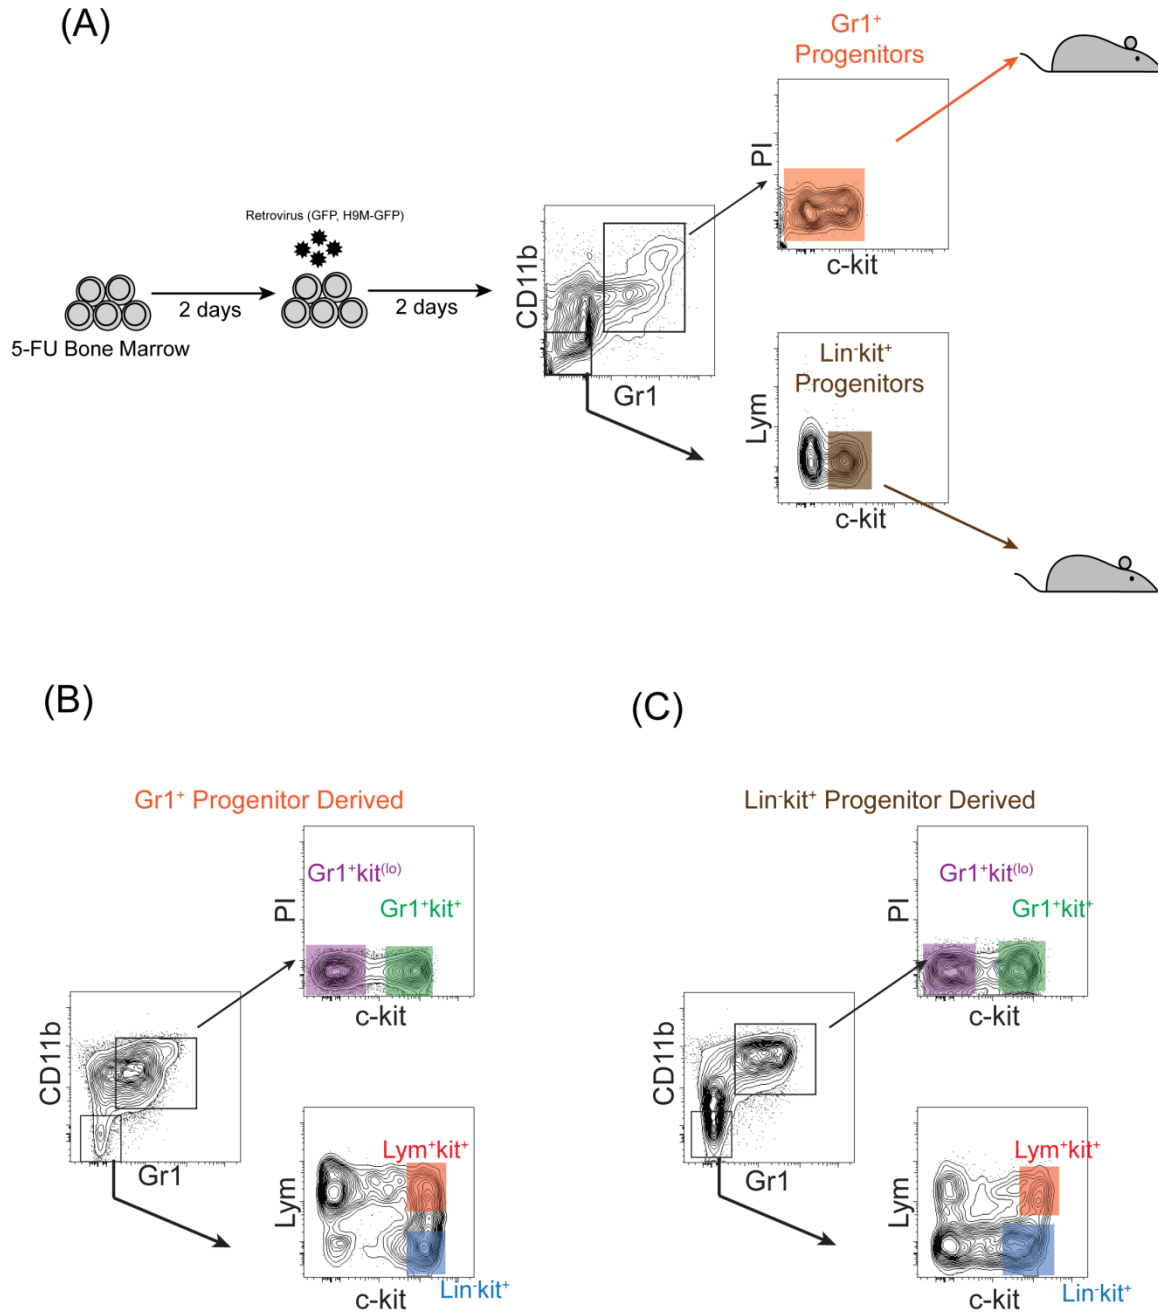 (A)
Gr1⁺
Progenitors
PI
c-kit
Retrovirus (GFP, H9M-GFP)
2 days
2 days
5-FU Bone Marrow
CD11b
Gr1
Lin⁻kit⁺
Progenitors
Lym
c-kit
(B)
Gr1⁺ Progenitor Derived
Gr1⁺kit⁽ˡᵒ⁾
Gr1⁺kit⁺
PI
c-kit
CD11b
Gr1
Lym⁺kit⁺
Lym
Lin⁻kit⁺
c-kit
(C)
Lin⁻kit⁺ Progenitor Derived
Gr1⁺kit⁽ˡᵒ⁾
Gr1⁺kit⁺
PI
c-kit
CD11b
Gr1
Lym⁺kit⁺
Lym
Lin⁻kit⁺
c-kit